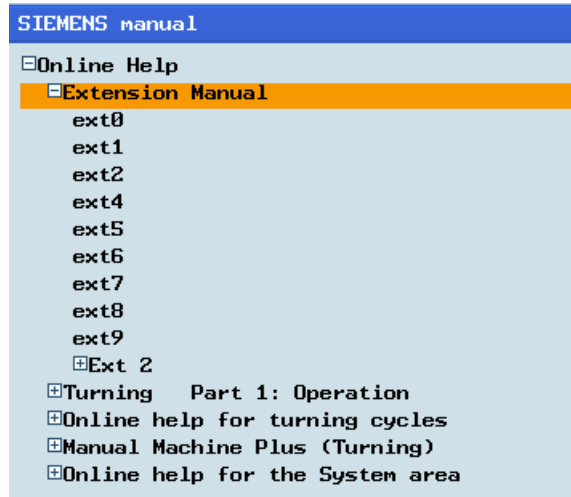 SIEMENS manual
Online Help
Extension Manual
ext0
ext1
ext2
ext4
ext5
ext6
ext7
ext8
ext9
Ext 2
Turning Part 1: Operation
Online help for turning cycles
Manual Machine Plus (Turning)
Online help for the System area